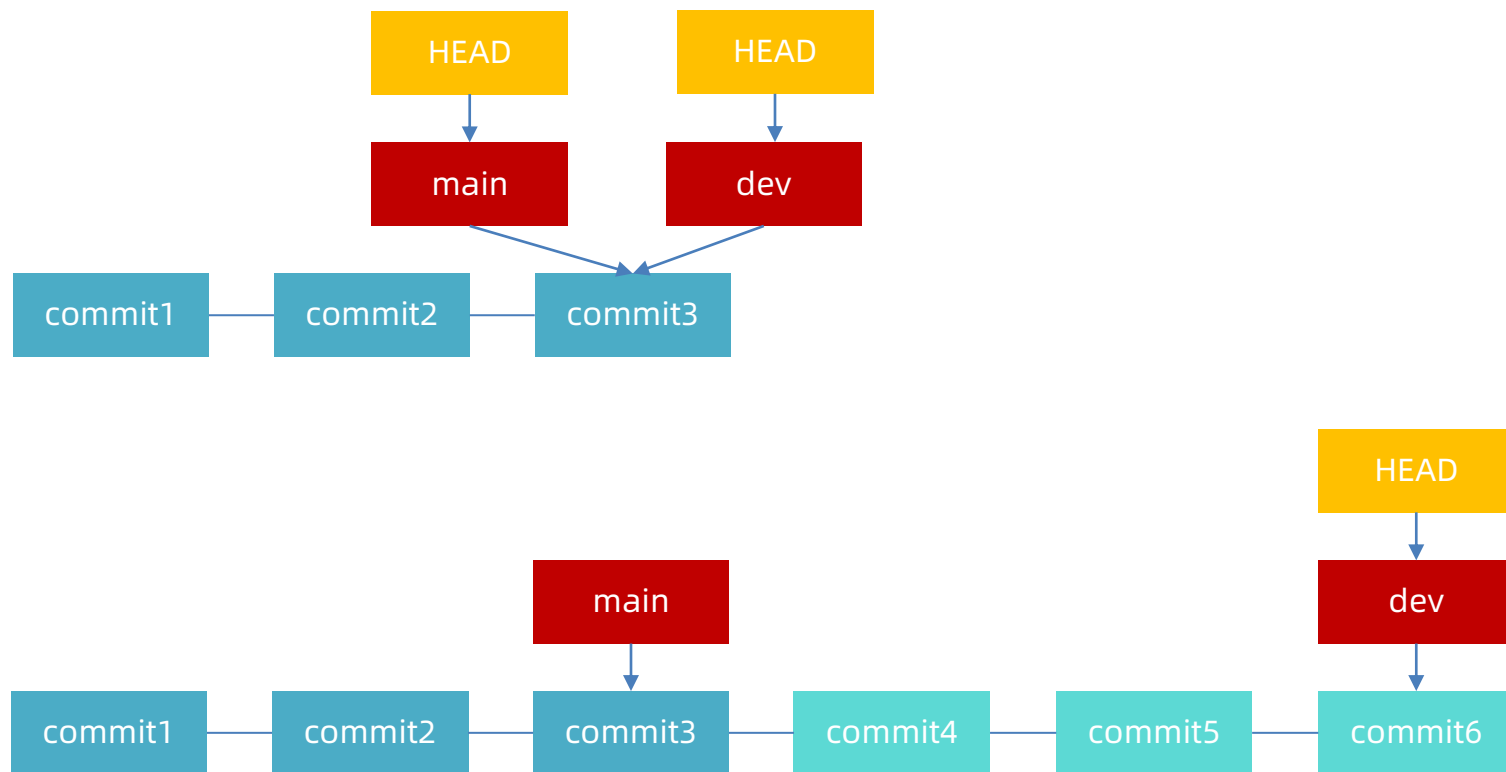 HEAD
HEAD
main
dev
commit1
commit2
commit3
HEAD
main
dev
commit1
commit2
commit3
commit4
commit5
commit6